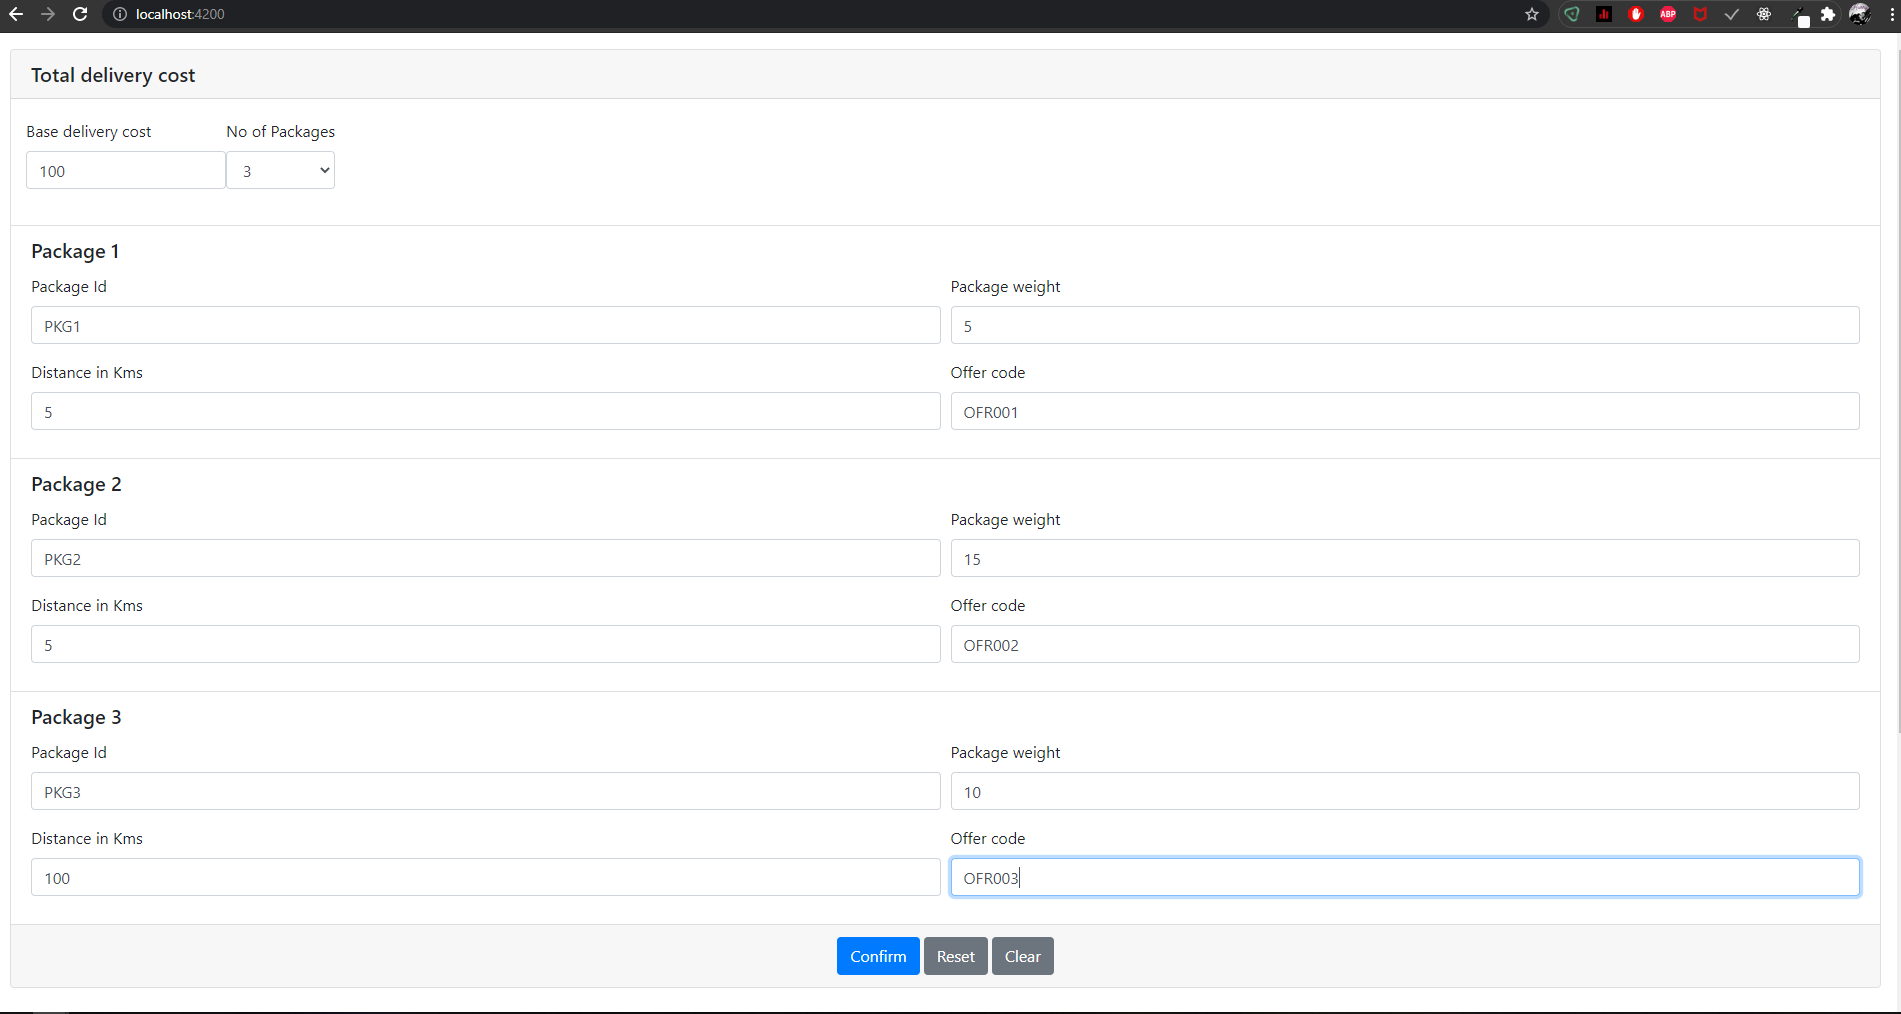 localhost:4200
ABP
Total delivery cost
Base delivery cost No of Packages
100 3
Package 1
Package Id Package weight
PKG1 5
Distance in Kms Offer code
5 OFR001
Package 2
Package Id Package weight
PKG2 15
Distance in Kms Offer code
5 OFR002
Package 3
Package Id Package weight
PKG3 10
Distance in Kms Offer code
100 OFR003
Confirm Reset Clear